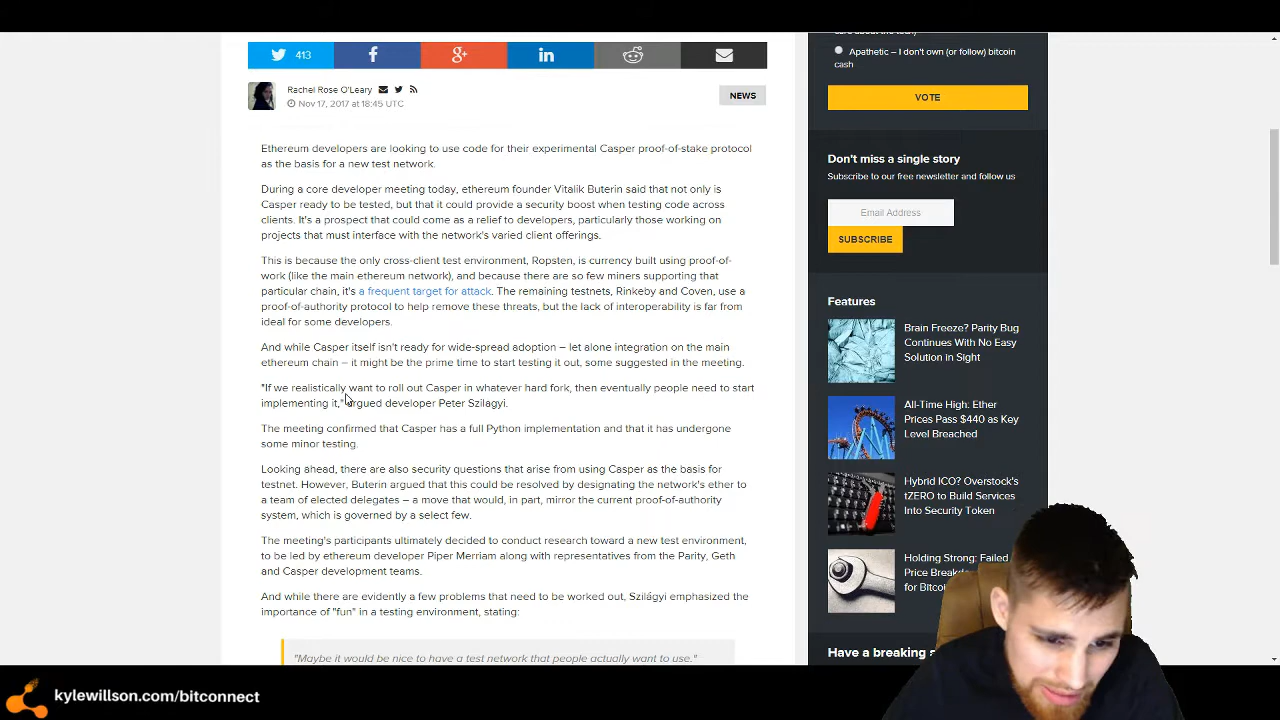 413
Rachel Rose O'Leary
Nov 17, 2017 at 18:45 UTC
NEWS
Ethereum developers are looking to use code for their experimental Casper proof-of-stake protocol
as the basis for a new test network.
During a core developer meeting today, ethereum founder Vitalik Buterin said that not only is
Casper ready to be tested, but that it could provide a security boost when testing code across
clients. It's a prospect that could come as a relief to developers, particularly those working on
projects that must interface with the network's varied client offerings.
This is because the only cross-client test environment, Ropsten, is currency built using proof-of-
work (like the main ethereum network), and because there are so few miners supporting that
particular chain, it's a frequent target for attack. The remaining testnets, Rinkeby and Coven, use a
proof-of-authority protocol to help remove these threats, but the lack of interoperability is far from
ideal for some developers.
And while Casper itself isn't ready for wide-spread adoption – let alone integration on the main
ethereum chain – it might be the prime time to start testing it out, some suggested in the meeting.
"If we realistically want to roll out Casper in whatever hard fork, then eventually people need to start
implementing it," argued developer Peter Szilagyi.
The meeting confirmed that Casper has a full Python implementation and that it has undergone
some minor testing.
Looking ahead, there are also security questions that arise from using Casper as the basis for
testnet. However, Buterin argued that this could be resolved by designating the network's ether to
a team of elected delegates – a move that would, in part, mirror the current proof-of-authority
system, which is governed by a select few.
The meeting's participants ultimately decided to conduct research toward a new test environment,
to be led by ethereum developer Piper Merriam along with representatives from the Parity, Geth
and Casper development teams.
And while there are evidently a few problems that need to be worked out, Szilágyi emphasized the
importance of "fun" in a testing environment, stating:
"Maybe it would be nice to have a test network that people actually want to use."
Apathetic – I don't own (or follow) bitcoin
cash
VOTE
Don't miss a single story
Subscribe to our free newsletter and follow us
Email Address
SUBSCRIBE
Features
Brain Freeze? Parity Bug
Continues With No Easy
Solution in Sight
All-Time High: Ether
Prices Pass $440 as Key
Level Breached
Hybrid ICO? Overstock's
tZERO to Build Services
Into Security Token
Holding Strong: Failed
Price
for
Have a breaking
kylewillson.com/bitconnect